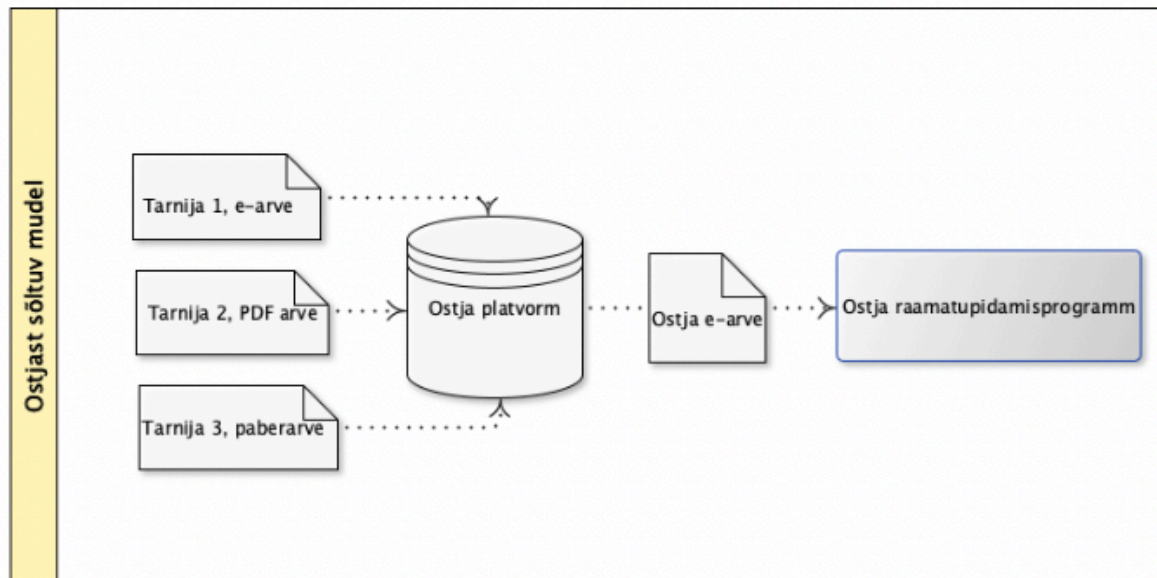 Ostjast sõltuv mudel
Tarnija 1, e-arve
Tarnija 2, PDF arve
Tarnija 3, paberarve
Ostja platvorm
Ostja e-arve
Ostja raamatupidamisprogramm